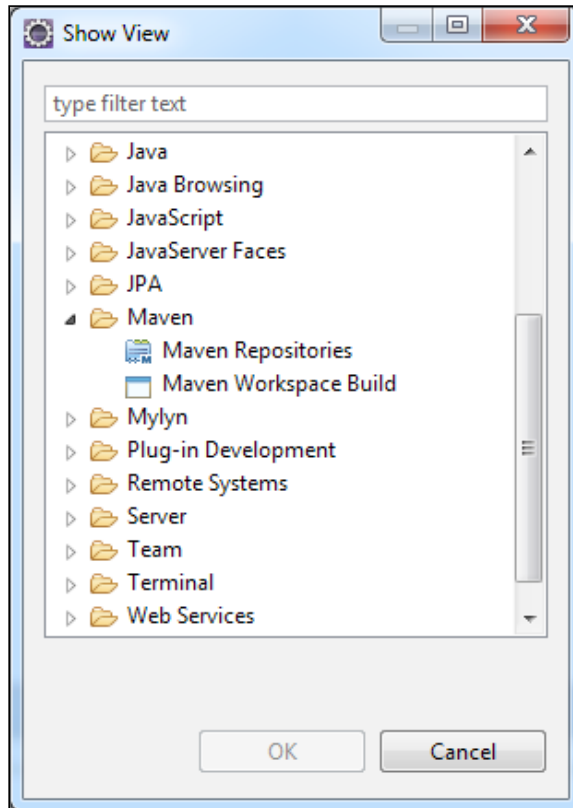 Show View
type filter text
Java
Java Browsing
JavaScript
JavaServer Faces
JPA
Maven
Maven Repositories
Maven Workspace Build
Mylyn
Plug-in Development
Remote Systems
Server
Team
Terminal
Web Services
OK
Cancel